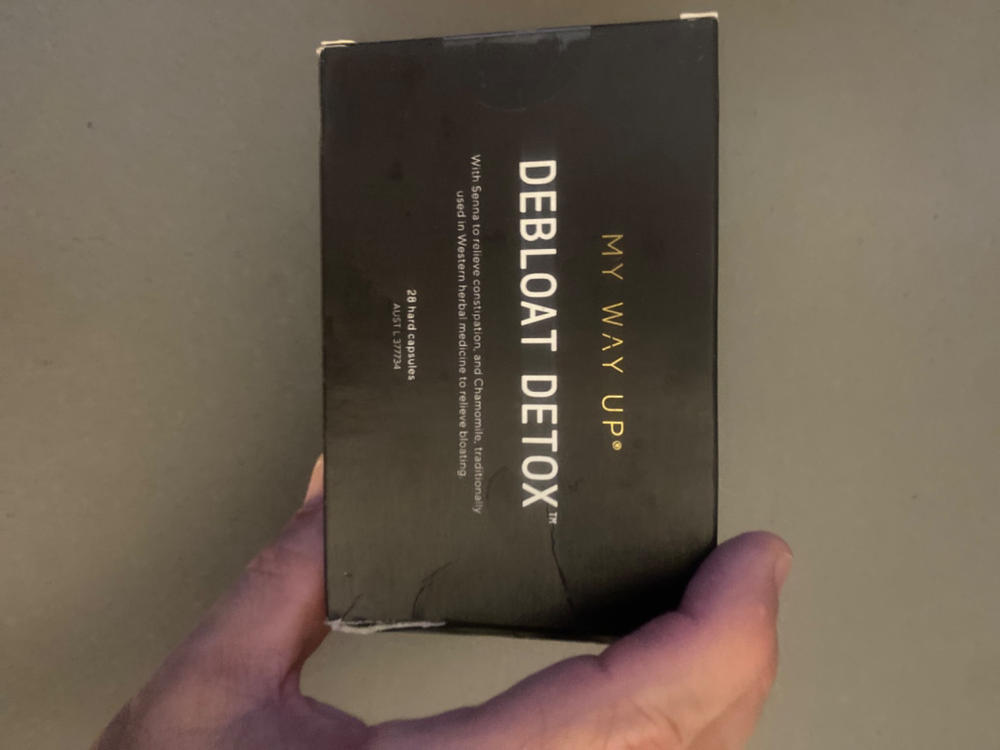 MY WAY UP®
DEBLOAT DETOX™
With Senna to relieve constipation, and Chamomile, traditionally
used in Western herbal medicine to relieve bloating.
28 hard capsules
AUST L 377734